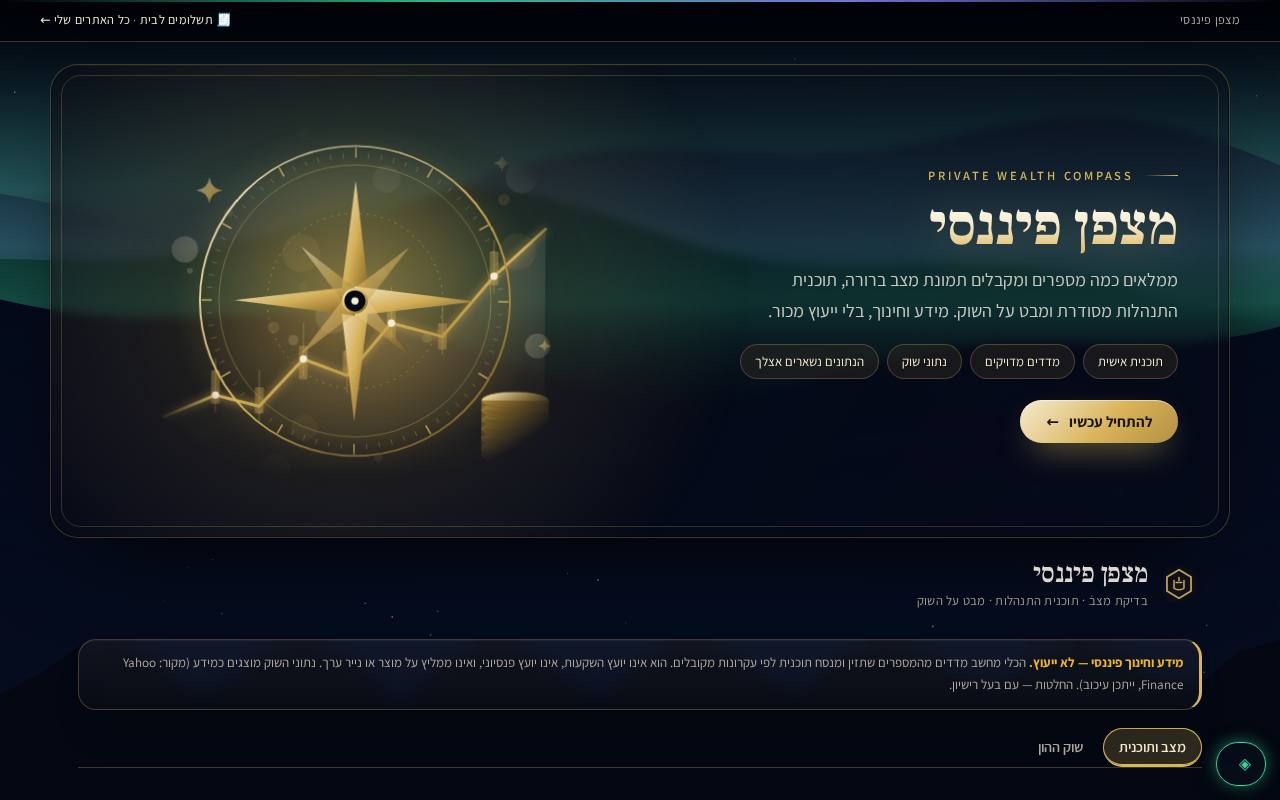 מצפן פיננסי
🧾 תשלומים לבית · כל האתרים שלי ←
PRIVATE WEALTH COMPASS
מצפן פיננסי
ממלאים כמה מספרים ומקבלים תמונת מצב ברורה, תוכנית
התנהלות מסודרת ומבט על השוק. מידע וחינוך, בלי ייעוץ מכור.
תוכנית אישית
מדדים מדויקים
נתוני שוק
הנתונים נשארים אצלך
להתחיל עכשיו ←
מצפן פיננסי
בדיקת מצב · תוכנית התנהלות · מבט על השוק
מידע וחינוך פיננסי — לא ייעוץ. הכלי מחשב מדדים מהמספרים שתזין ומנסח תוכנית לפי עקרונות מקובלים. הוא אינו יועץ השקעות, אינו יועץ פנסיוני, ואינו ממליץ על מוצר או נייר ערך. נתוני השוק מוצגים כמידע (מקור: Yahoo
Finance, ייתכן עיכוב). החלטות — עם בעל רישיון.
מצב ותוכנית
שוק ההון